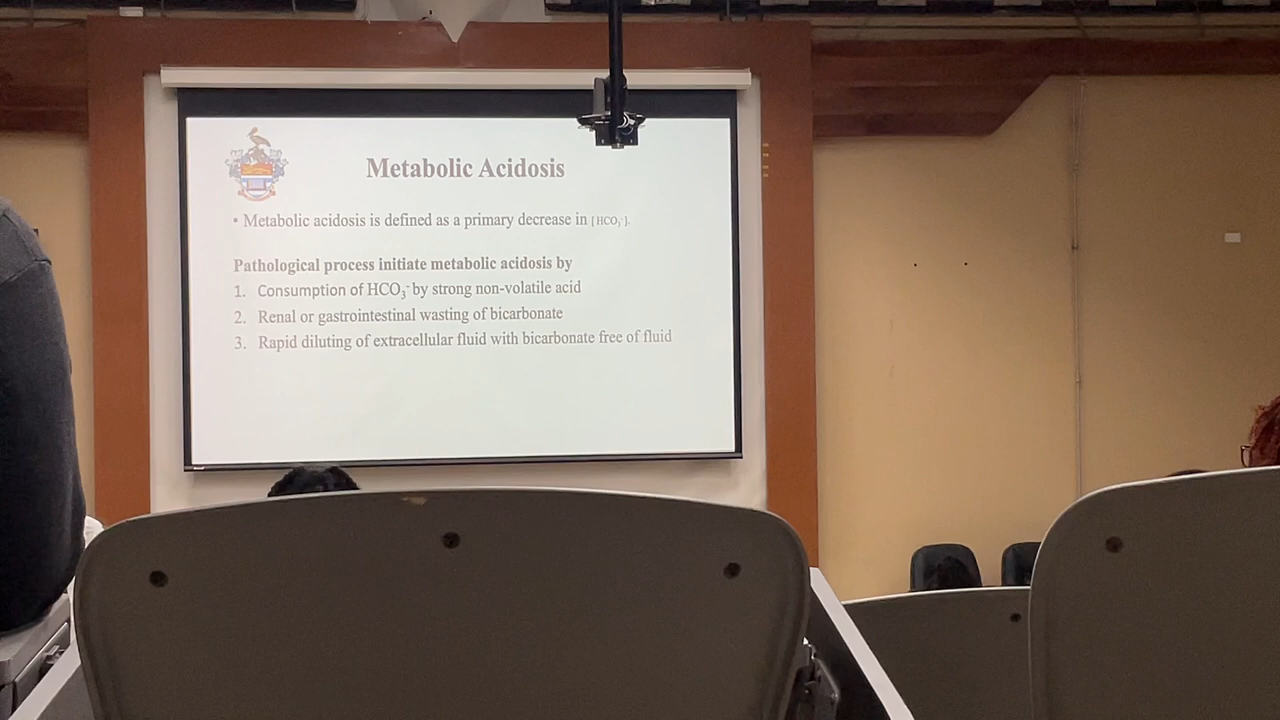 Metabolic Acidosis
• Metabolic acidosis is defined as a primary decrease in [HCO₃⁻].
Pathological process initiate metabolic acidosis by
1. Consumption of HCO₃⁻ by strong non-volatile acid
2. Renal or gastrointestinal wasting of bicarbonate
3. Rapid diluting of extracellular fluid with bicarbonate free of fluid